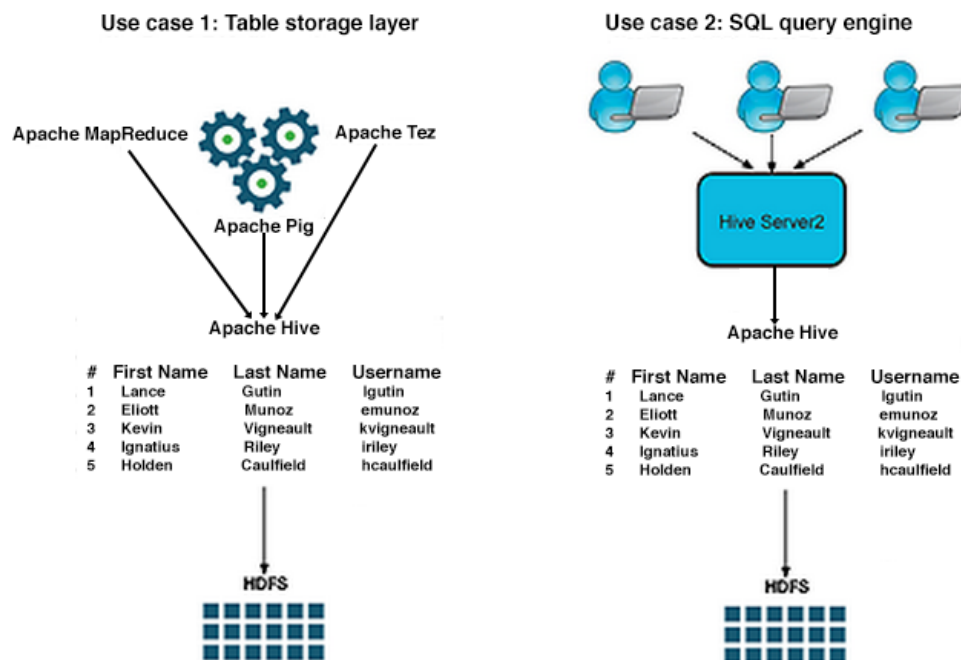 Use case 1: Table storage layer
Apache MapReduce
Apache Tez
Apache Pig
Apache Hive
# First Name Last Name Username
1 Lance Gutin lgutin
2 Eliott Munoz emunoz
3 Kevin Vigneault kvigneault
4 Ignatius Riley iriley
5 Holden Caulfield hcaulfield
HDFS
Use case 2: SQL query engine
Hive Server2
Apache Hive
# First Name Last Name Username
1 Lance Gutin lgutin
2 Eliott Munoz emunoz
3 Kevin Vigneault kvigneault
4 Ignatius Riley iriley
5 Holden Caulfield hcaulfield
HDFS